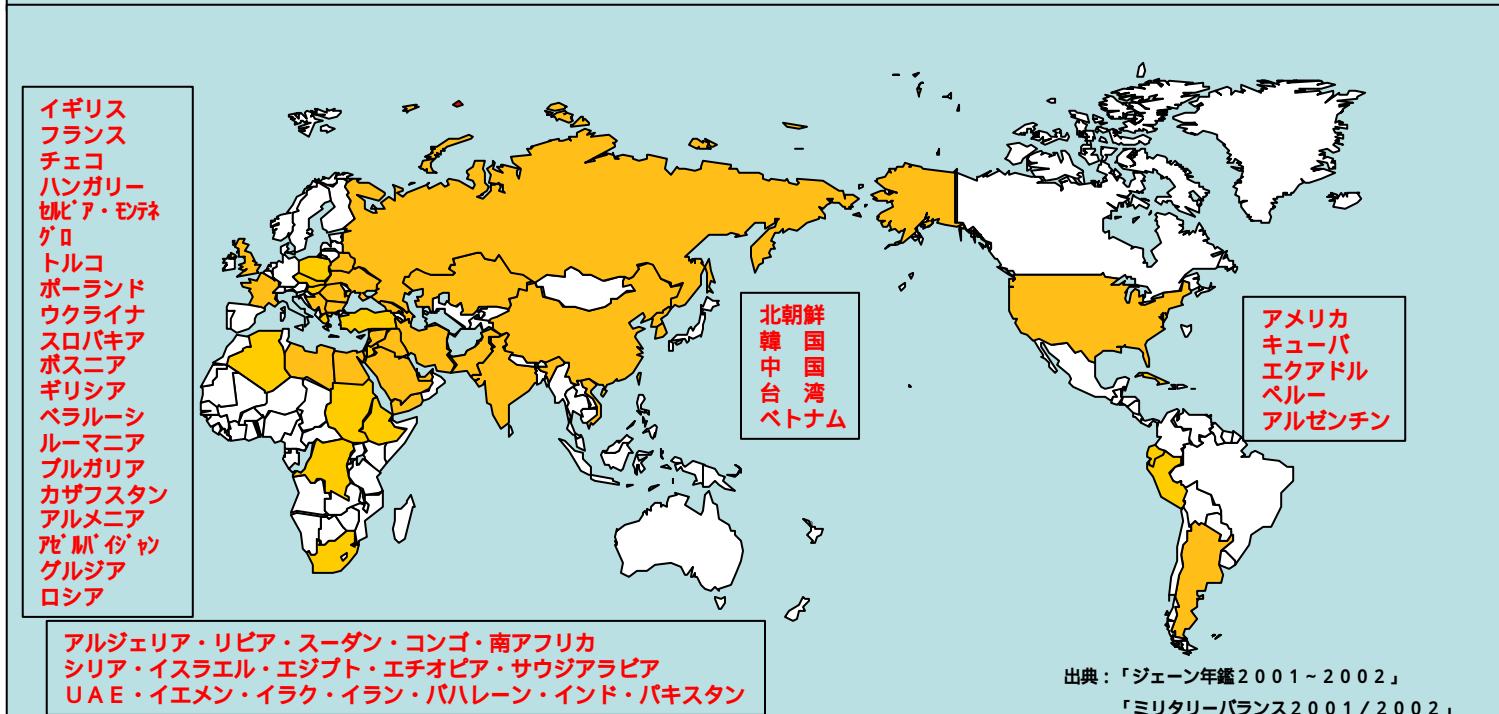 イギリス
フランス
チェコ
ハンガリー
ｾﾙﾋﾞｱ・ﾓﾝﾃﾈ
ｸﾞﾛ
トルコ
ポーランド
ウクライナ
スロバキア
ボスニア
ギリシア
ベラルーシ
ルーマニア
ブルガリア
カザフスタン
アルメニア
ｱｾﾞﾙﾊﾞｲｼﾞｬﾝ
グルジア
ロシア
北朝鮮
韓　国
中　国
台　湾
ベトナム
アメリカ
キューバ
エクアドル
ペルー
アルゼンチン
アルジェリア・リビア・スーダン・コンゴ・南アフリカ
シリア・イスラエル・エジプト・エチオピア・サウジアラビア
ＵＡＥ・イエメン・イラク・イラン・バハレーン・インド・パキスタン
出典：「ジェーン年鑑２００１~２００２」
「ミリタリーバランス２００１/２００２」